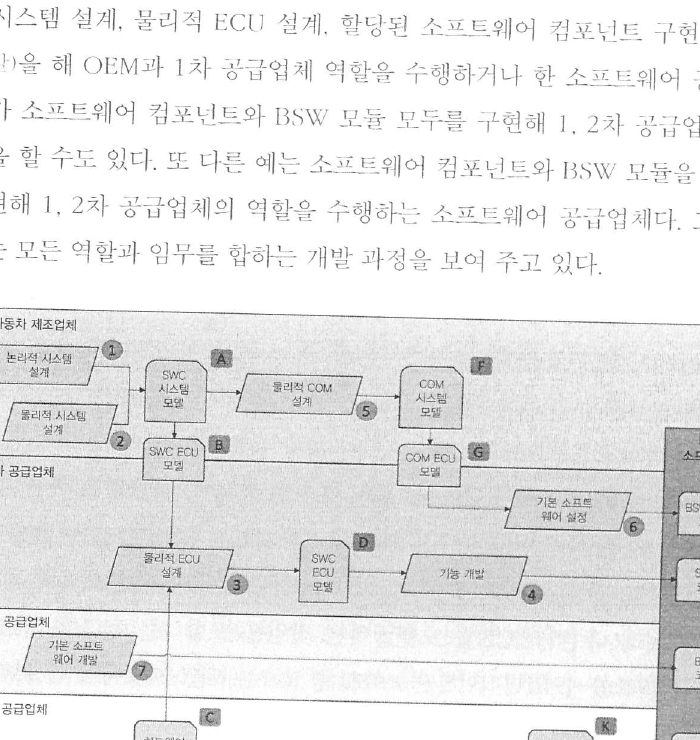 시스템 설계, 물리적 ECU 설계, 할당된 소프트웨어 컴포넌트 구현
)을 해 OEM과 1차 공급업체 역할을 수행하거나 한 소프트웨어
가 소프트웨어 컴포넌트와 BSW 모듈 모두를 구현해 1, 2차 공급업
을 할 수도 있다. 또 다른 예는 소프트웨어 컴포넌트와 BSW 모듈을
현해 1, 2차 공급업체의 역할을 수행하는 소프트웨어 공급업체다.
는 모든 역할과 임무를 합하는 개발 과정을 보여 주고 있다.
동차 제조업체
논리적 시스템
설계
1
SWC
시스템
모델
A
물리적 COM
설계
5
COM
시스템
모델
F
물리적 시스템
설계
2
SWC ECU
모델
B
COM ECU
모델
G
차 공급업체
소프
기본 소프트
웨어 설정
6
BS
물리적 ECU
설계
3
SWC
ECU
모델
D
기능 개발
4
S
공급업체
기본 소프트
웨어 개발
7
B
공급업체
C
K